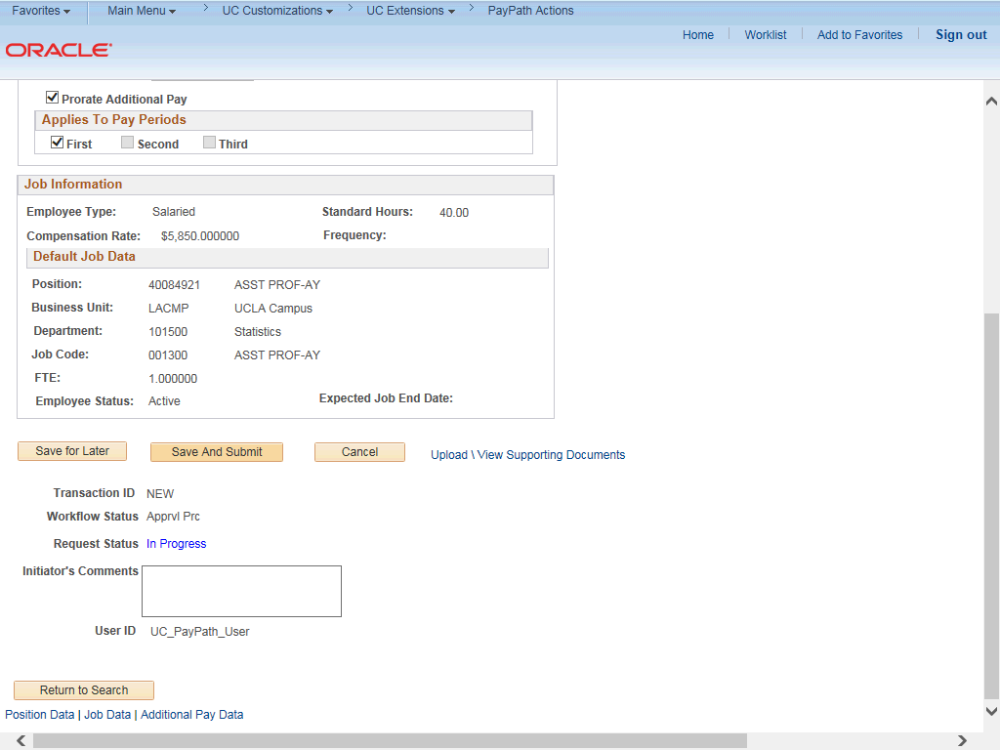 Favorites Main Menu > UC Customizations > UC Extensions > PayPath Actions
Home Worklist Add to Favorites Sign out
ORACLE
Prorate Additional Pay
Applies To Pay Periods
First Second Third
Job Information
Employee Type: Salaried Standard Hours: 40.00
Compensation Rate: $5,850.000000 Frequency:
Default Job Data
Position: 40084921 ASST PROF-AY
Business Unit: LACMP UCLA Campus
Department: 101500 Statistics
Job Code: 001300 ASST PROF-AY
FTE: 1.000000
Employee Status: Active Expected Job End Date:
Save for Later Save And Submit Cancel Upload \ View Supporting Documents
Transaction ID NEW
Workflow Status Apprvl Prc
Request Status In Progress
Initiator's Comments
User ID UC_PayPath_User
Return to Search
Position Data | Job Data | Additional Pay Data